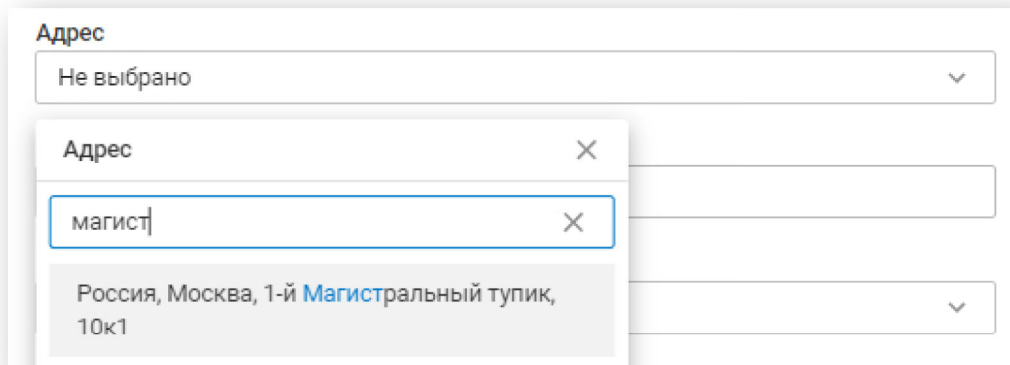 Адрес
Не выбрано
Адрес
магист
Россия, Москва, 1-й Магистральный тупик,
10к1